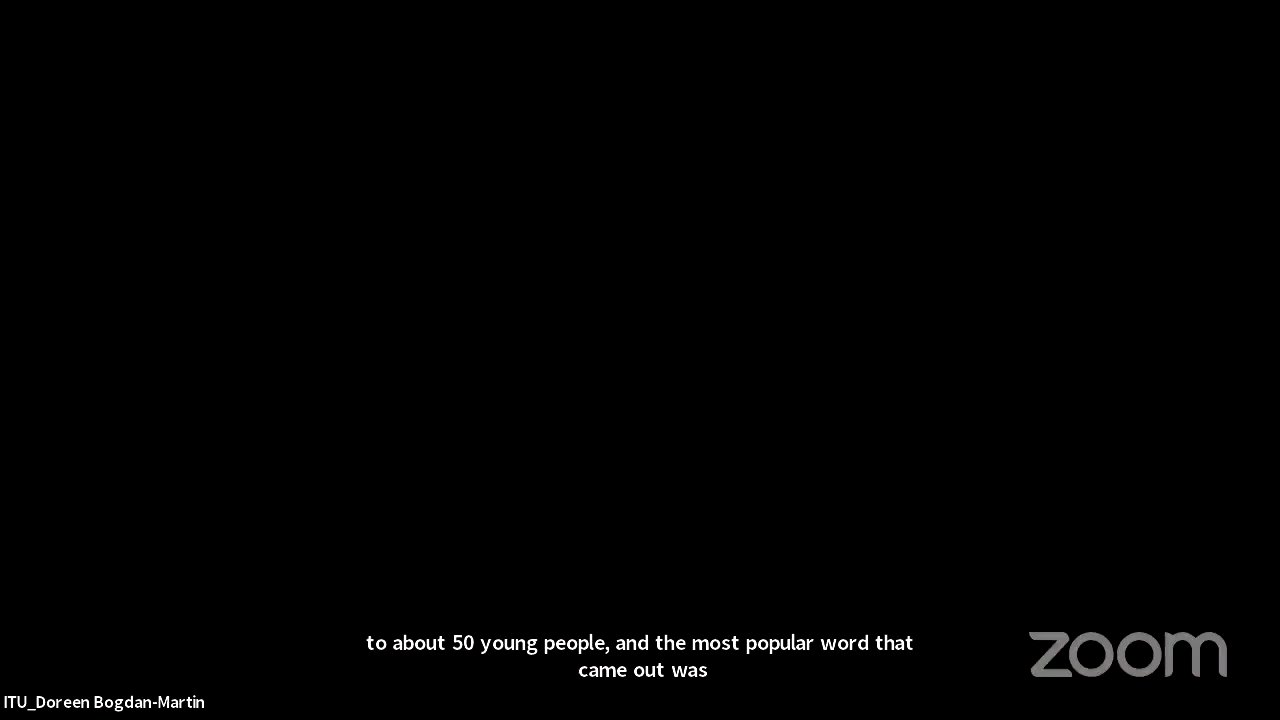 to about 50 young people, and the most popular word that
came out was
zoom
ITU_Doreen Bogdan-Martin